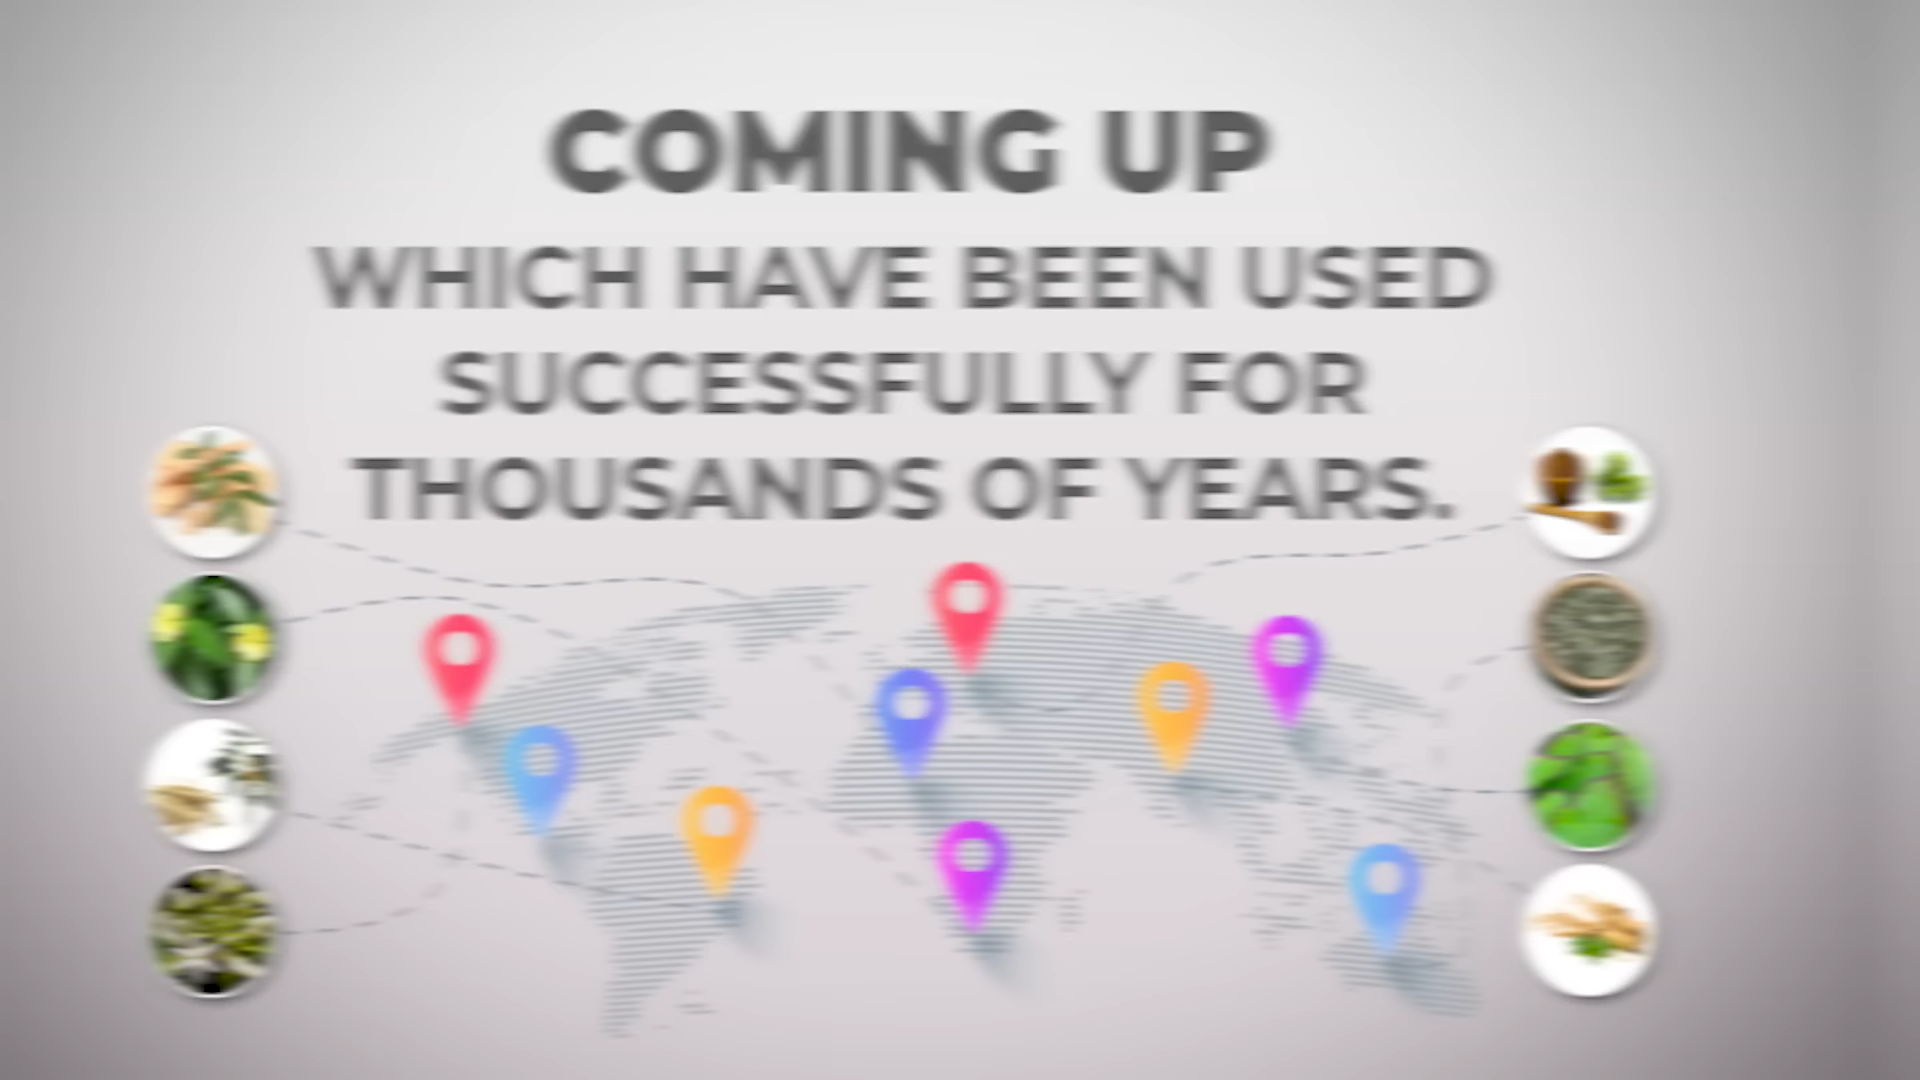 COMING UP
WHICH HAVE BEEN USED
SUCCESSFULLY FOR
THOUSANDS OF YEARS.